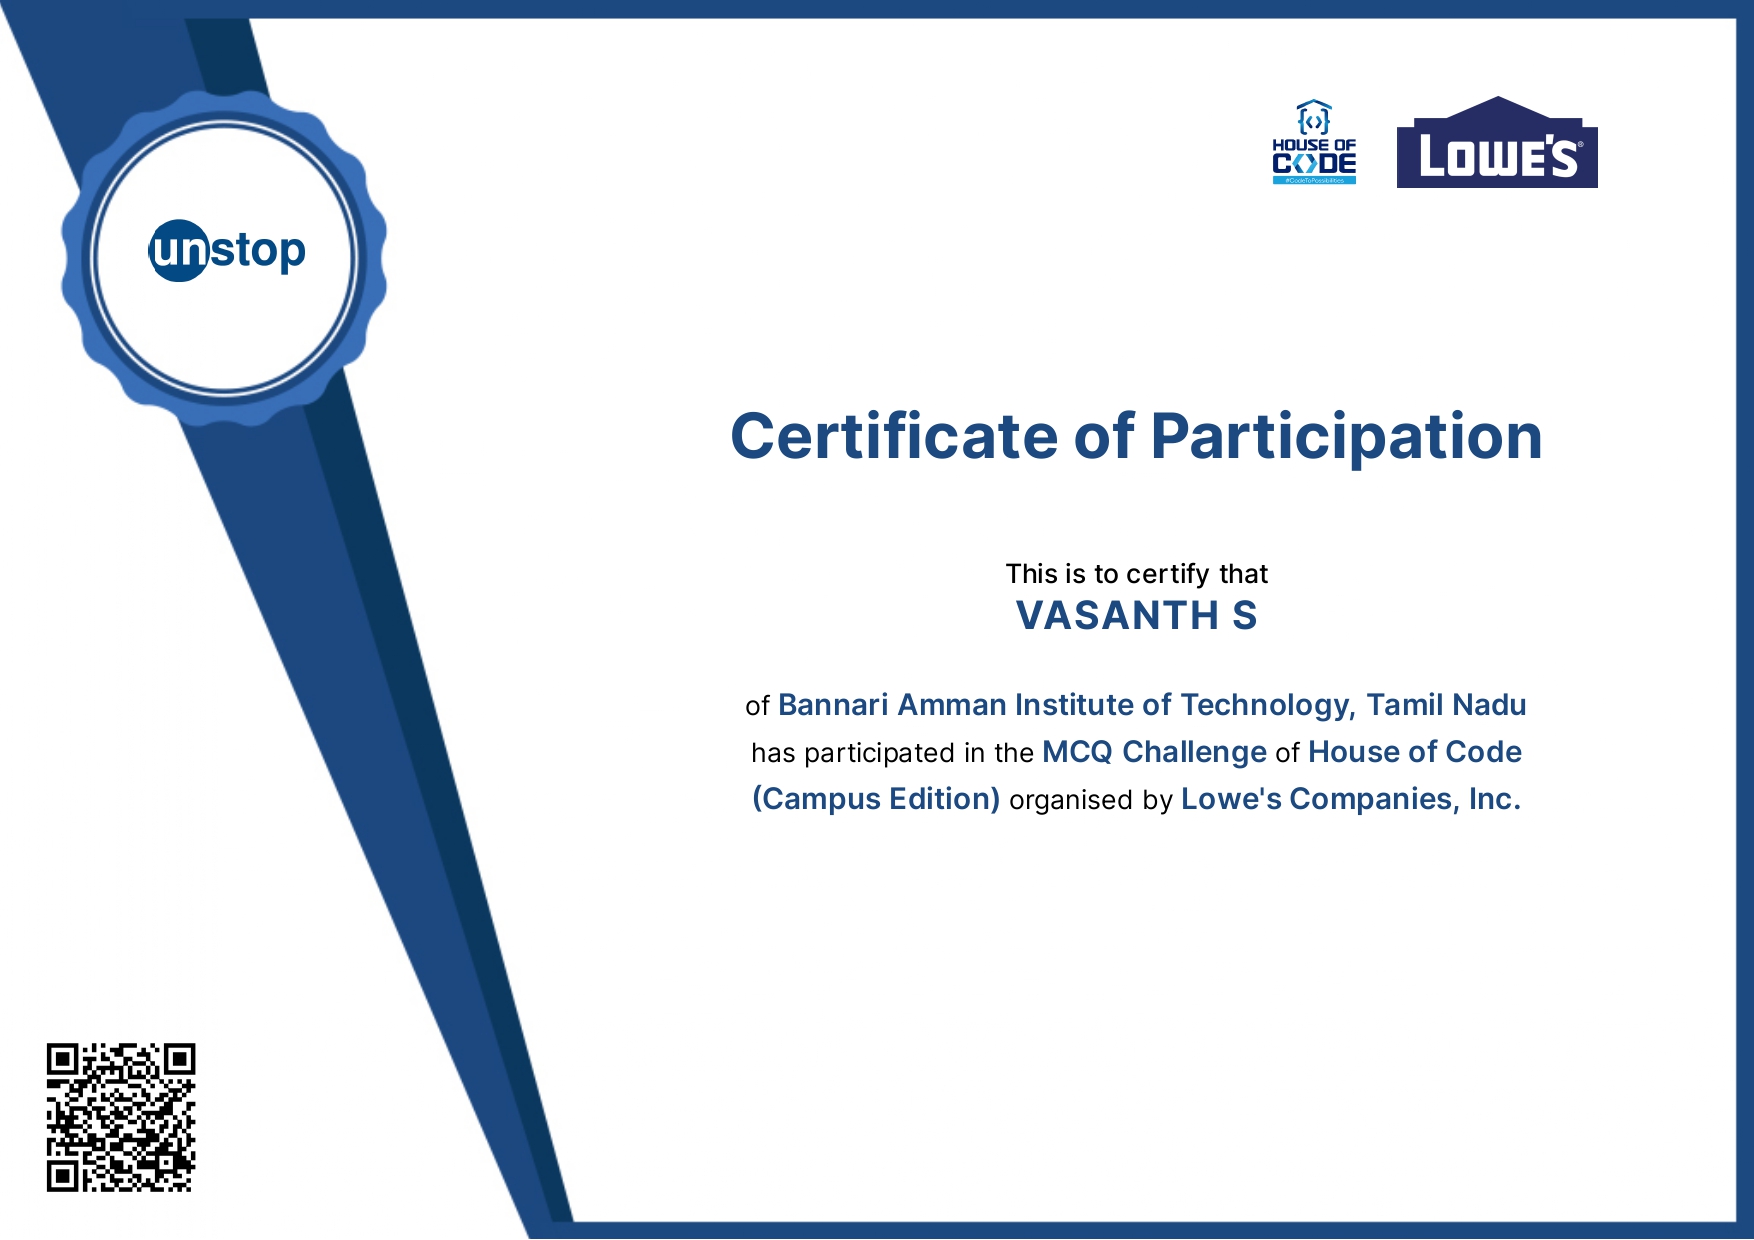 HOUSE OF
CODE
#CodeToPossibilities
LOWE'S®
unstop
Certificate of Participation
This is to certify that
VASANTH S
of Bannari Amman Institute of Technology, Tamil Nadu
has participated in the MCQ Challenge of House of Code
(Campus Edition) organised by Lowe's Companies, Inc.